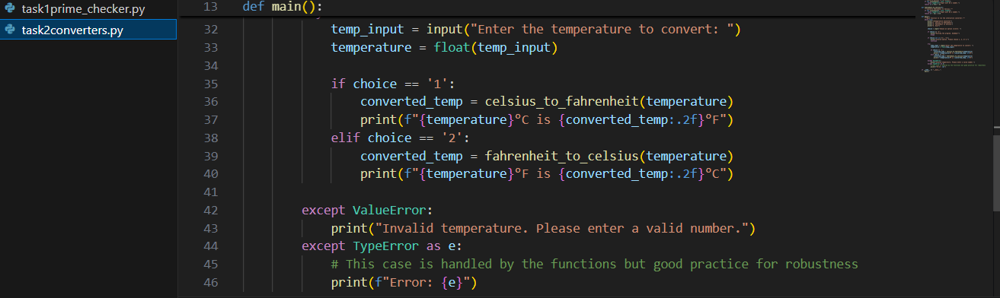 task1prime_checker.py
task2converters.py
13 def main():
32 temp_input = input("Enter the temperature to convert: ")
33 temperature = float(temp_input)
34
35 if choice == '1':
36 converted_temp = celsius_to_fahrenheit(temperature)
37 print(f"{temperature}°C is {converted_temp:.2f}°F")
38 elif choice == '2':
39 converted_temp = fahrenheit_to_celsius(temperature)
40 print(f"{temperature}°F is {converted_temp:.2f}°C")
41
42 except ValueError:
43 print("Invalid temperature. Please enter a valid number.")
44 except TypeError as e:
45 # This case is handled by the functions but good practice for robustness
46 print(f"Error: {e}")